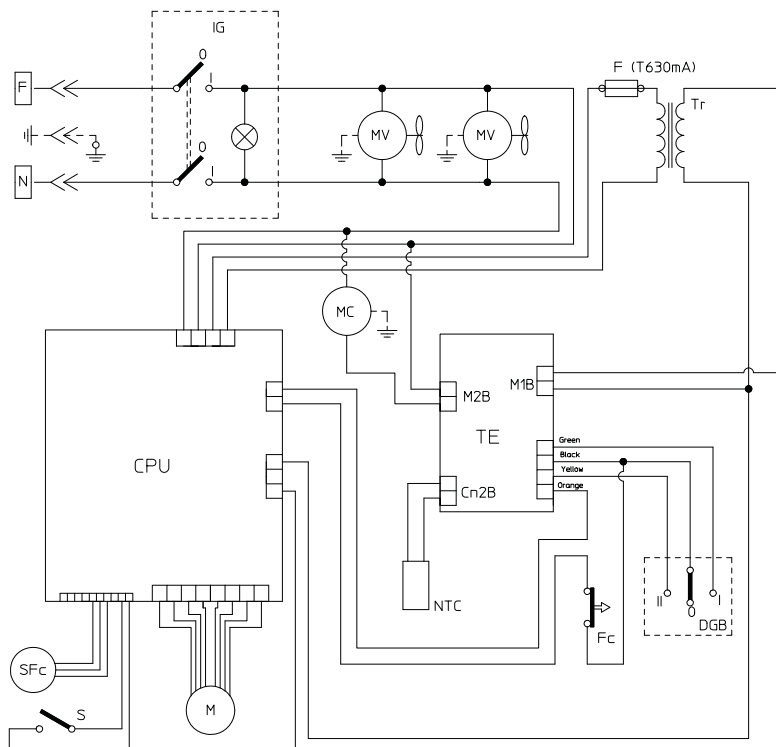 IG
F (T630mA)
0
F
I
Tr
MV
MV
0
N
I
MC
M2B
M1B
TE
CPU
Green
Black
Yellow
Orange
Cn2B
NTC
II
0
I
DGB
Fc
SFc
M
S